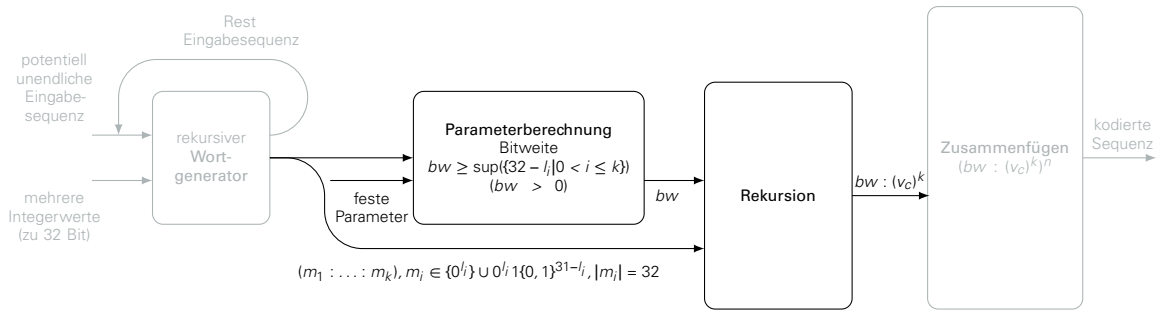 Rest
Eingabesequenz
potentiell
unendliche
Eingabe-
sequenz
rekursiver
Wort-
generator
mehrere
Integerwerte
(zu 32 Bit)
feste
Parameter
Parameterberechnung
Bitweite
bw ≥ sup({32 − l_i|0 < i ≤ k})
(bw > 0)
bw
(m_1 : . . . : m_k), m_i ∈ {0^{l_i}} ∪ 0^{l_i} 1{0, 1}^{31−l_i}, |m_i| = 32
Rekursion
bw : (v_c)^k
Zusammenfügen
(bw : (v_c)^k)^n
kodierte
Sequenz